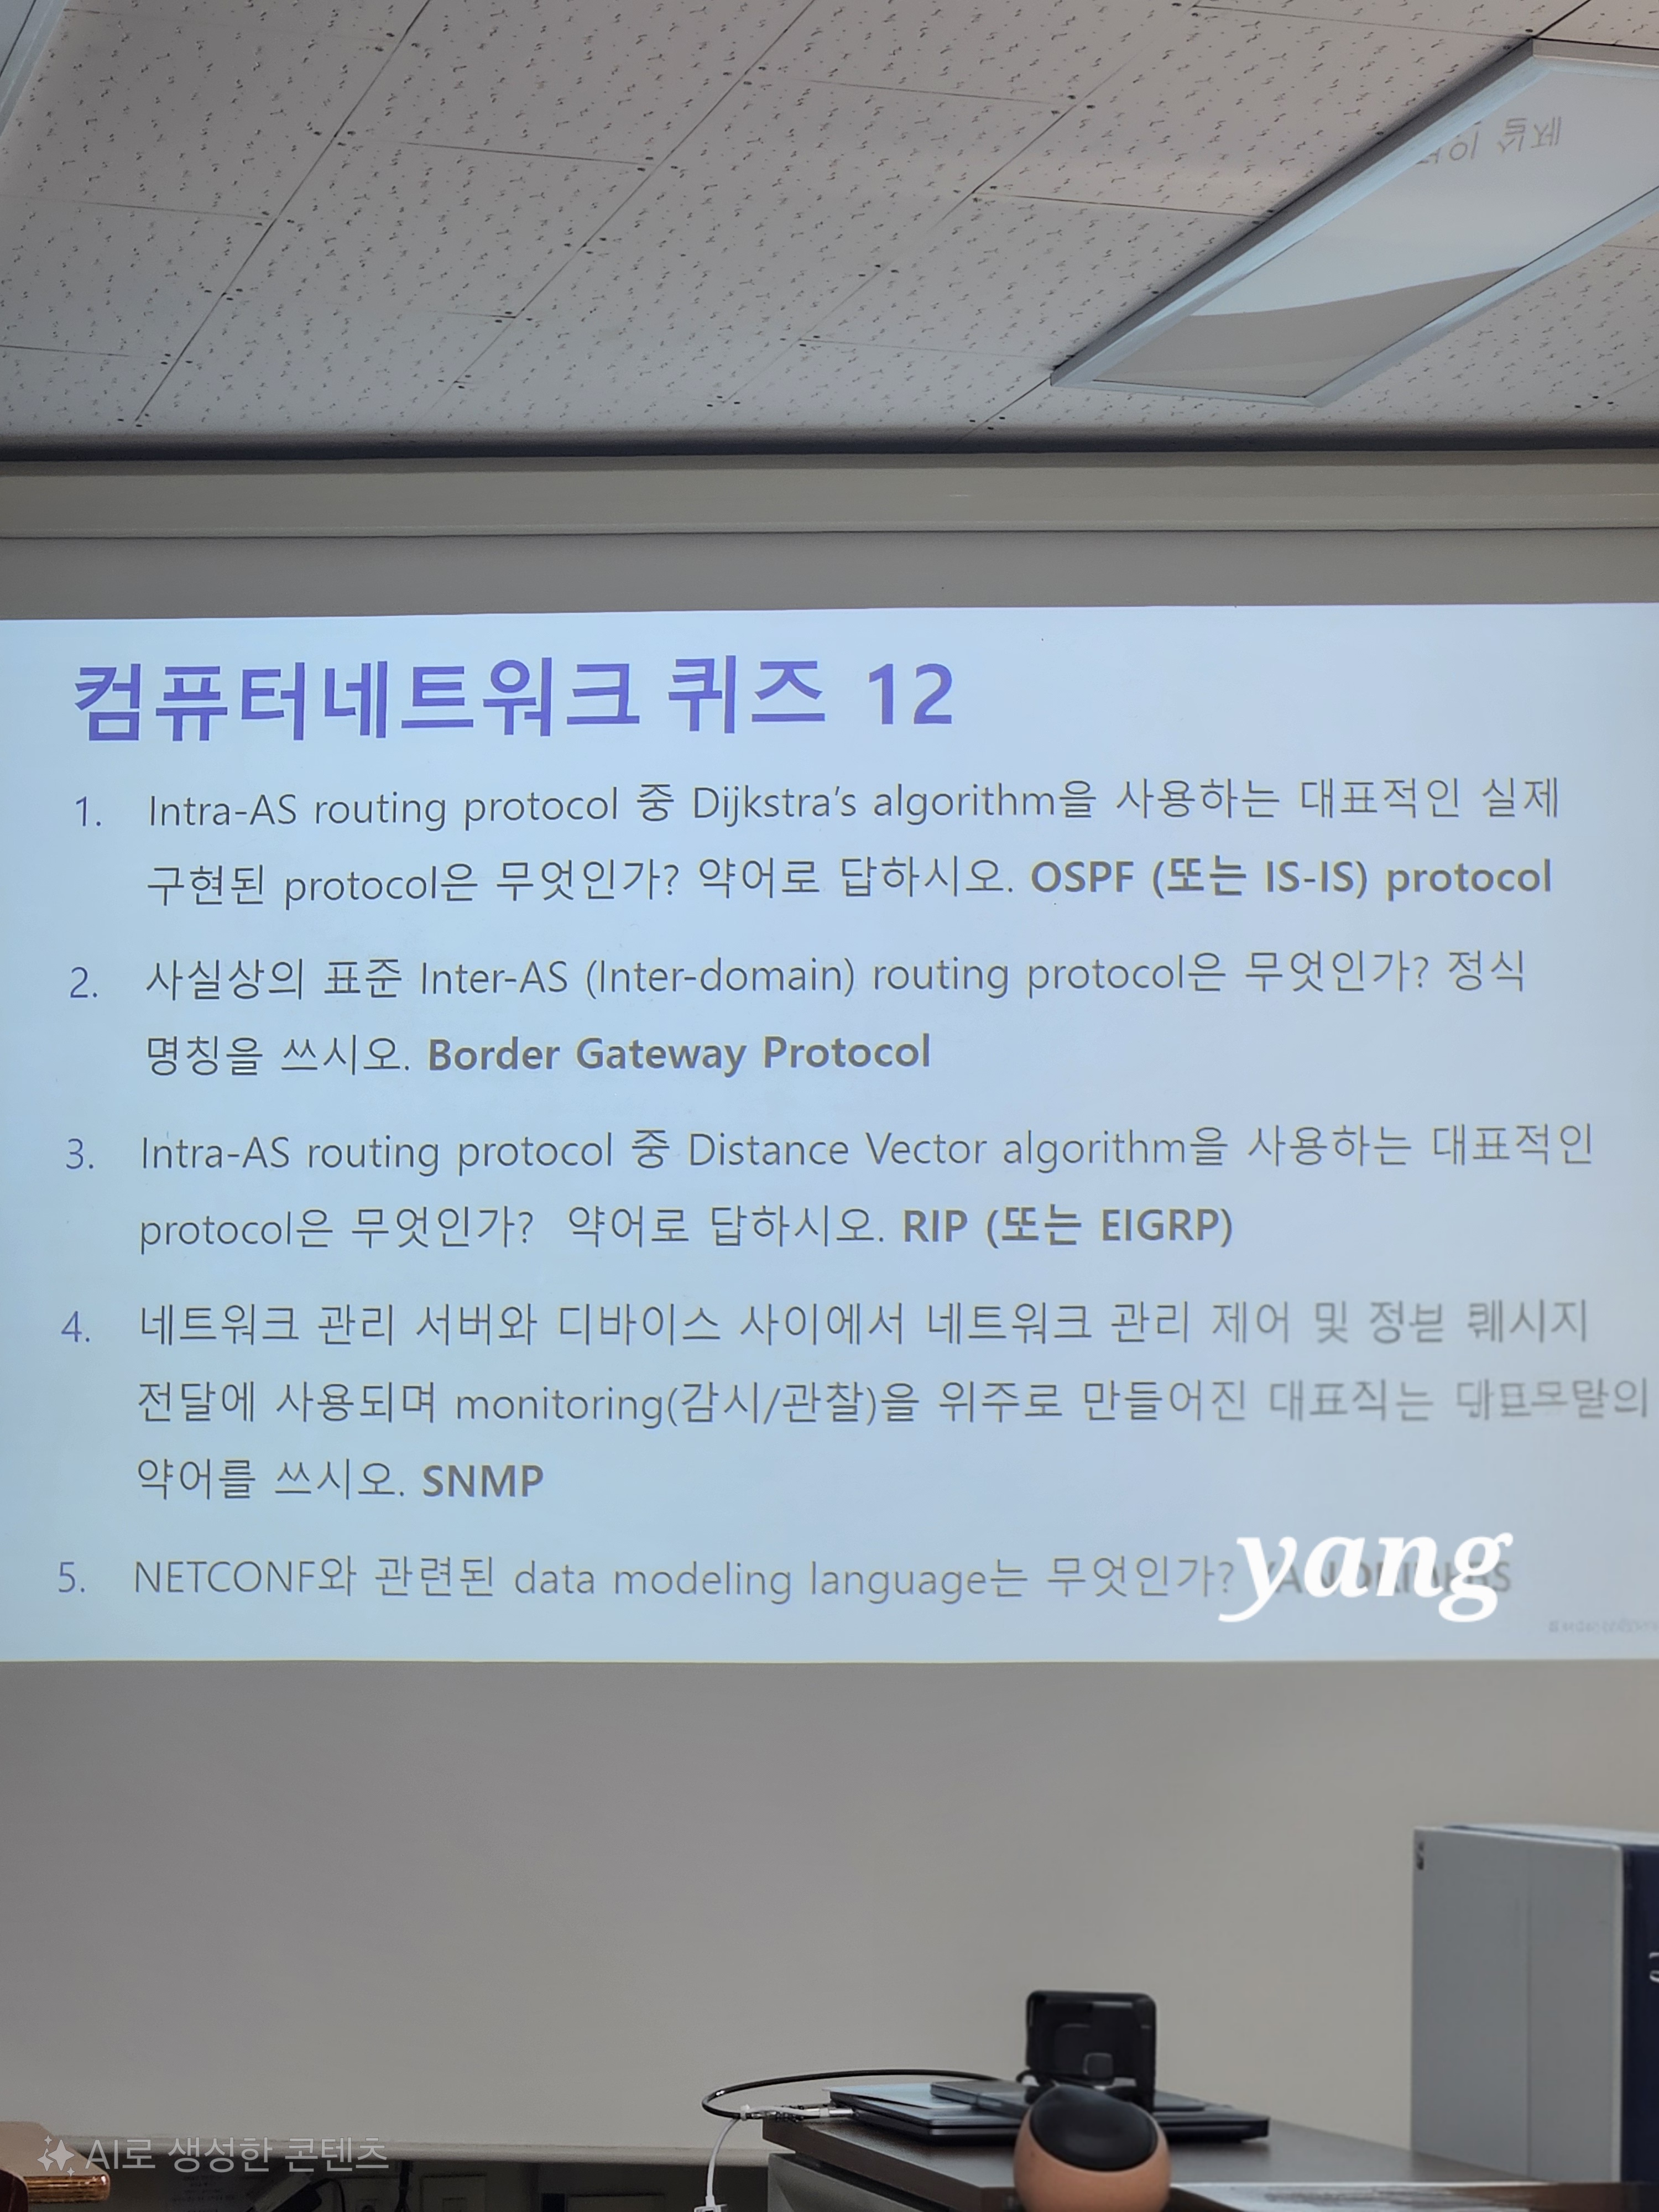 컴퓨터네트워크 퀴즈 12
1. Intra-AS routing protocol 중 Dijkstra's algorithm을 사용하는 대표적인 실제
구현된 protocol은 무엇인가? 약어로 답하시오. OSPF (또는 IS-IS) protocol
2. 사실상의 표준 Inter-AS (Inter-domain) routing protocol은 무엇인가? 정식
명칭을 쓰시오. Border Gateway Protocol
3. Intra-AS routing protocol 중 Distance Vector algorithm을 사용하는 대표적인
protocol은 무엇인가? 약어로 답하시오. RIP (또는 EIGRP)
4. 네트워크 관리 서버와 디바이스 사이에서 네트워크 관리 제어 및
전달에 사용되며 monitoring(감시/관찰)을 위주로 만들어진
약어를 쓰시오. SNMP
5. NETCONF와 관련된 data modeling language는 무엇인가? yang
AI로 생성한 콘텐츠